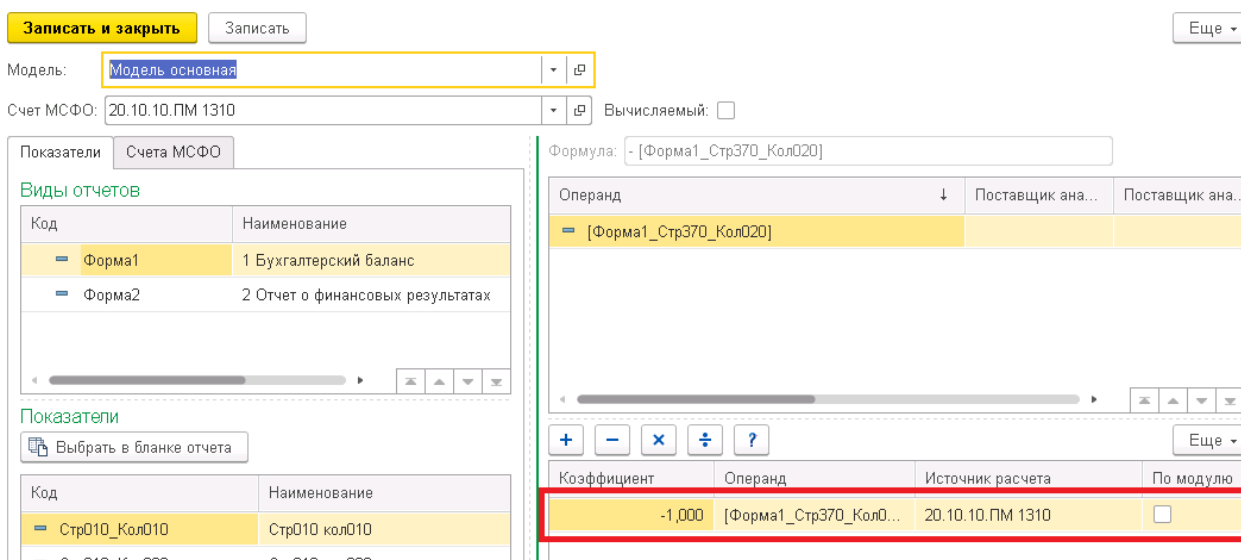 Записать и закрыть Записать Еще
Модель: Модель основная
Счет МСФО: 20.10.10.ПМ 1310 Вычисляемый:
Показатели Счета МСФО
Виды отчетов
Код Наименование
Форма1 1 Бухгалтерский баланс
Форма2 2 Отчет о финансовых результатах
Показатели
Выбрать в бланке отчета
Код Наименование
Стр010_Кол010 Стр010 кол010
Формула: - [Форма1_Стр370_Кол020]
Операнд ↓ Поставщик ана... Поставщик ана...
[Форма1_Стр370_Кол020]
+ − × ÷ ? Еще
Коэффициент Операнд Источник расчета По модулю
-1,000 [Форма1_Стр370_Кол0... 20.10.10.ПМ 1310